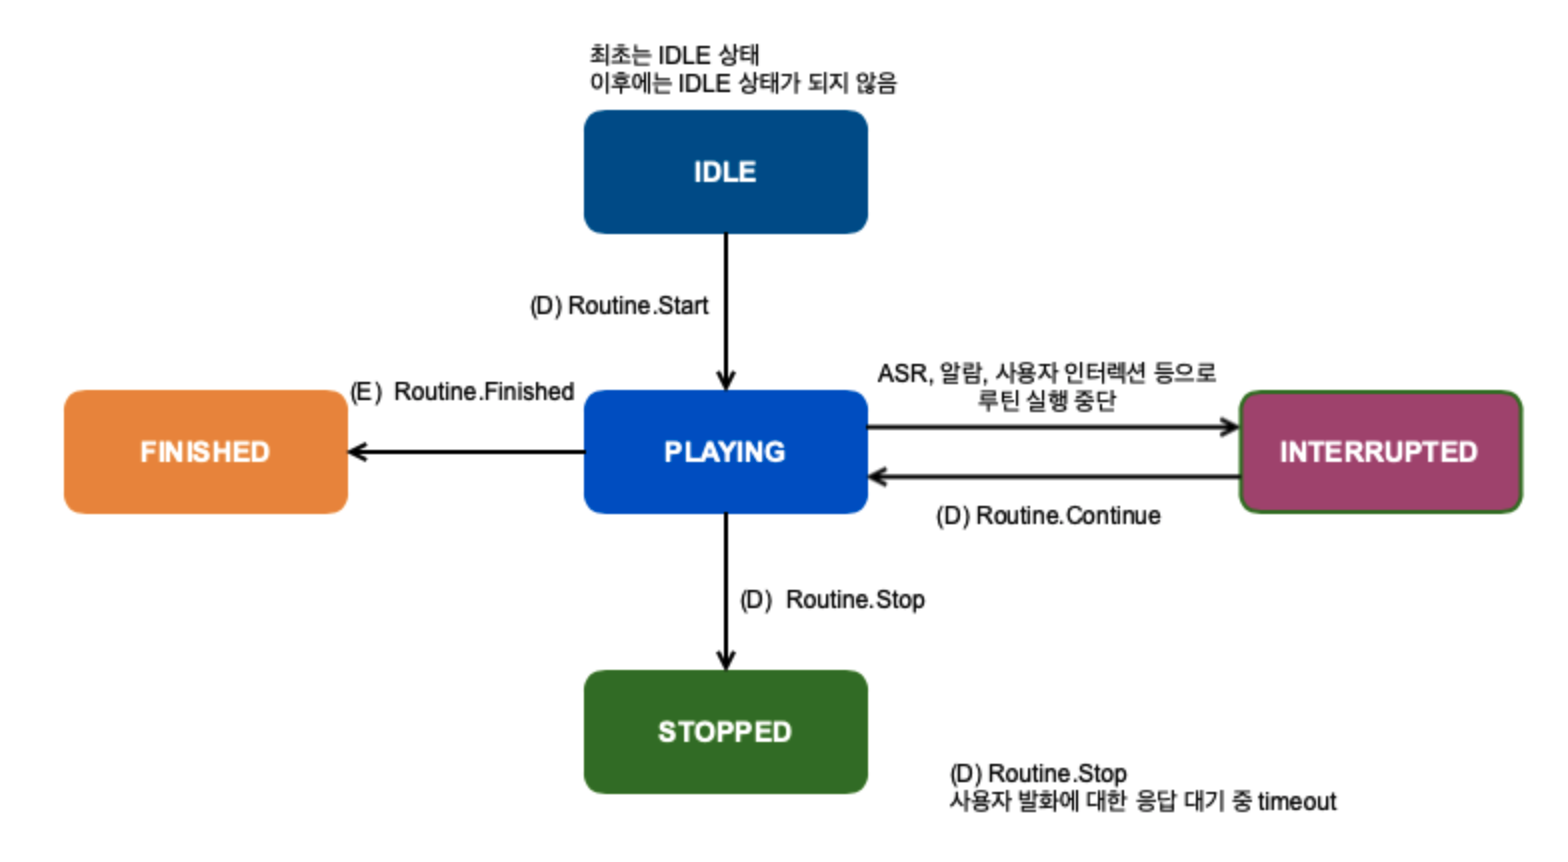 최초는 IDLE 상태
이후에는 IDLE 상태가 되지 않음
IDLE
(D) Routine.Start
(E) Routine.Finished
ASR, 알람, 사용자 인터렉션 등으로
루틴 실행 중단
FINISHED
PLAYING
INTERRUPTED
(D) Routine.Continue
(D) Routine.Stop
STOPPED
(D) Routine.Stop
사용자 발화에 대한 응답 대기 중 timeout